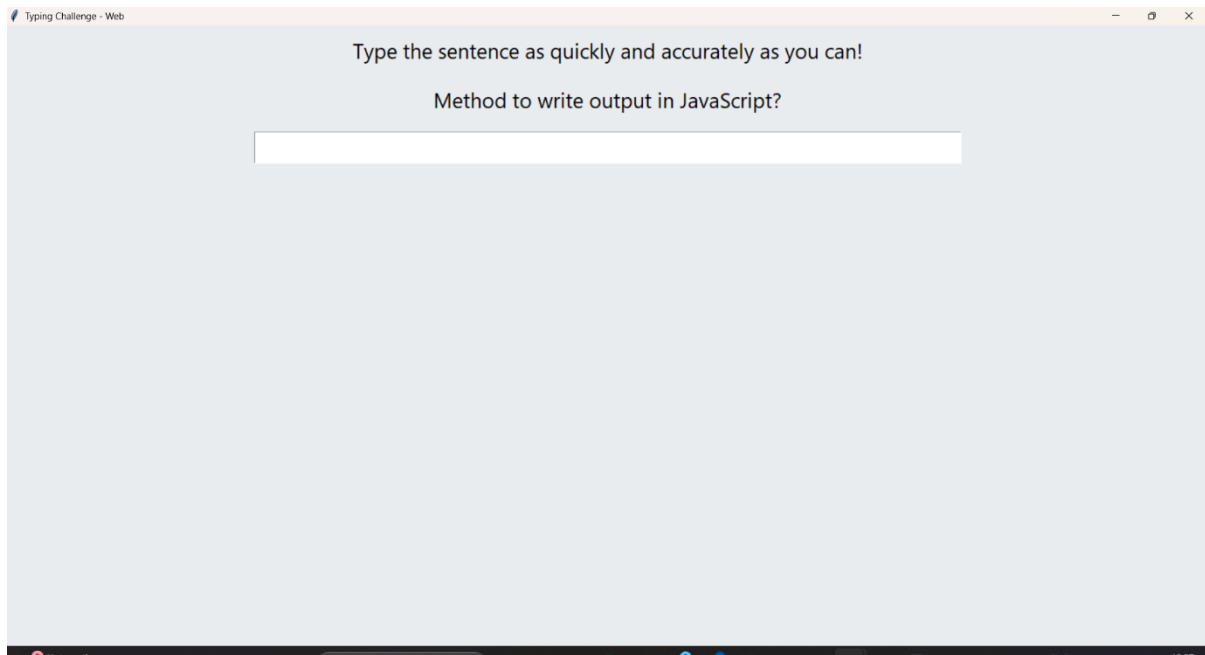 Typing Challenge - Web
Type the sentence as quickly and accurately as you can!
Method to write output in JavaScript?